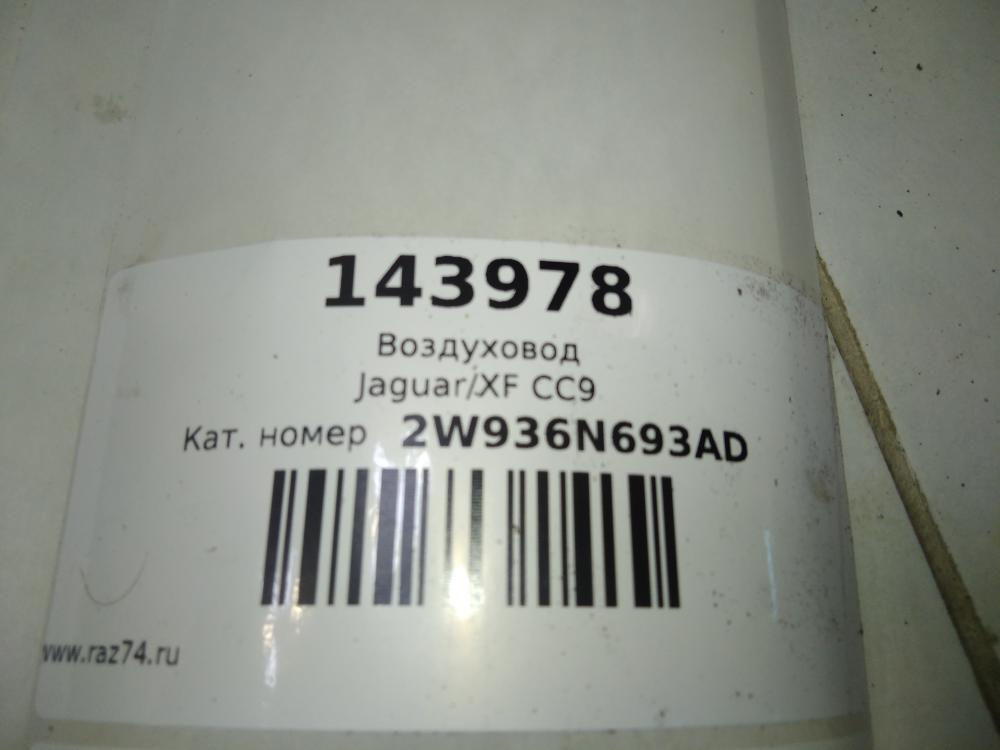 143978
Воздуховод
Jaguar/XF CC9
Кат. номер 2W936N693AD
www.raz74.ru